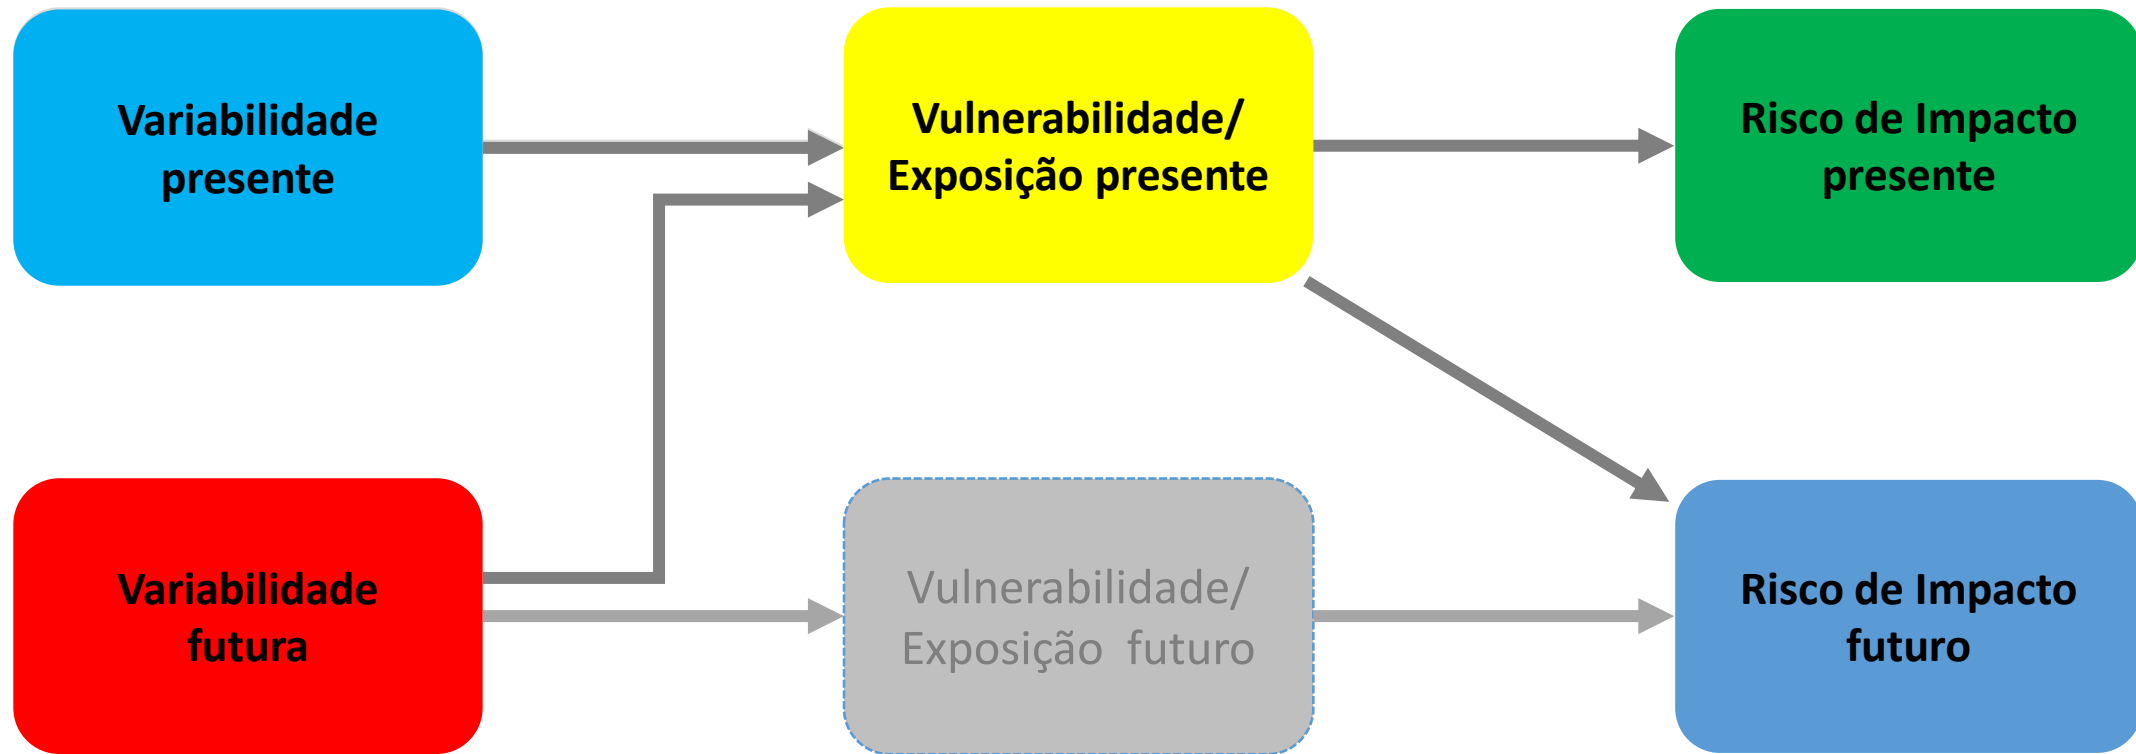 Variabilidade
presente
Vulnerabilidade/
Exposição presente
Risco de Impacto
presente
Variabilidade
futura
Vulnerabilidade/
Exposição futuro
Risco de Impacto
futuro